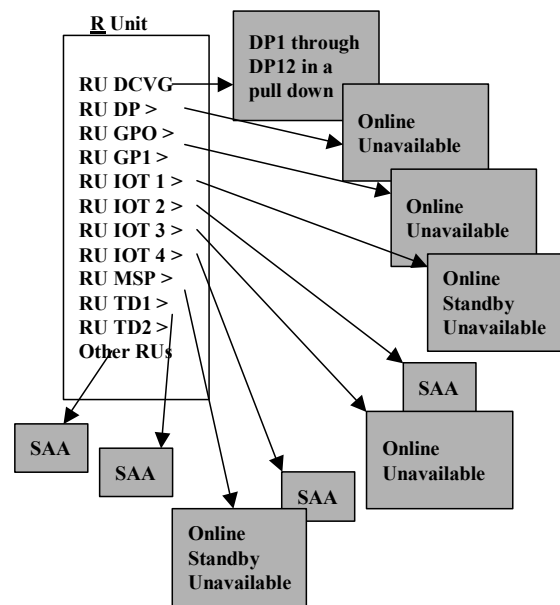 R Unit
RU DCVG
RU DP >
RU GPO>
RU GP1 >
RU IOT 1 >
RU IOT 2 >
RU IOT 3 >
RU IOT 4 >
RU MSP >
RU TD1 >
RU TD2 >
Other RUs
DP1 through
DP12 in a
pull down
Online
Unavailable
Online
Unavailable
Online
Standby
Unavailable
SAA
Online
Unavailable
SAA
SAA
SAA
Online
Standby
Unavailable